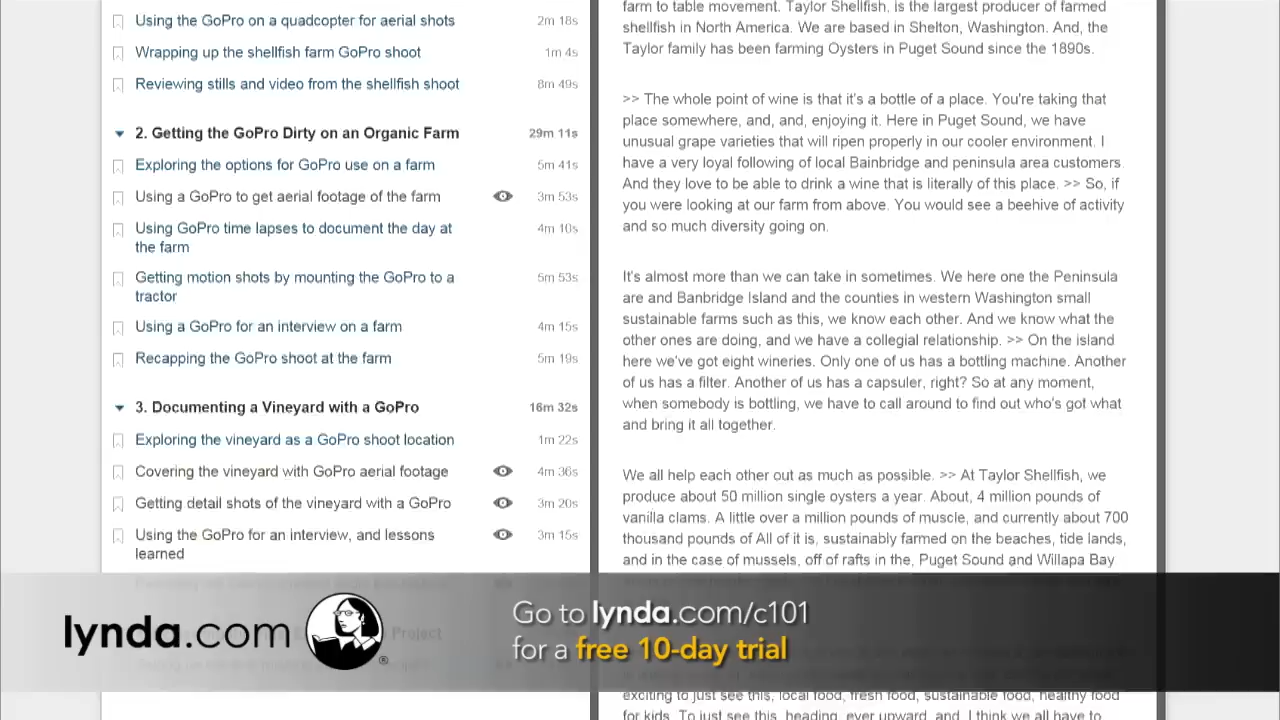 Using the GoPro on a quadcopter for aerial shots 2m 18s
Wrapping up the shellfish farm GoPro shoot 1m 4s
Reviewing stills and video from the shellfish shoot 8m 49s
2. Getting the GoPro Dirty on an Organic Farm 29m 11s
Exploring the options for GoPro use on a farm 5m 41s
Using a GoPro to get aerial footage of the farm 3m 53s
Using GoPro time lapses to document the day at 4m 10s
the farm
Getting motion shots by mounting the GoPro to a 5m 53s
tractor
Using a GoPro for an interview on a farm 4m 15s
Recapping the GoPro shoot at the farm 5m 19s
3. Documenting a Vineyard with a GoPro 16m 32s
Exploring the vineyard as a GoPro shoot location 1m 22s
Covering the vineyard with GoPro aerial footage 4m 36s
Getting detail shots of the vineyard with a GoPro 3m 20s
Using the GoPro for an interview, and lessons 3m 15s
learned
farm to table movement. Taylor Shellfish, is the largest producer of farmed
shellfish in North America. We are based in Shelton, Washington. And, the
Taylor family has been farming Oysters in Puget Sound since the 1890s.
>> The whole point of wine is that it's a bottle of a place. You're taking that
place somewhere, and, and, enjoying it. Here in Puget Sound, we have
unusual grape varieties that will ripen properly in our cooler environment. I
have a very loyal following of local Bainbridge and peninsula area customers.
And they love to be able to drink a wine that is literally of this place. >> So, if
you were looking at our farm from above. You would see a beehive of activity
and so much diversity going on.
It's almost more than we can take in sometimes. We here one the Peninsula
are and Banbridge Island and the counties in western Washington small
sustainable farms such as this, we know each other. And we know what the
other ones are doing, and we have a collegial relationship. >> On the island
here we've got eight wineries. Only one of us has a bottling machine. Another
of us has a filter. Another of us has a capsuler, right? So at any moment,
when somebody is bottling, we have to call around to find out who's got what
and bring it all together.
We all help each other out as much as possible. >> At Taylor Shellfish, we
produce about 50 million single oysters a year. About, 4 million pounds of
vanilla clams. A little over a million pounds of muscle, and currently about 700
thousand pounds of All of it is, sustainably farmed on the beaches, tide lands,
and in the case of mussels, off of rafts in the, Puget Sound and Willapa Bay
lynda.com
®
Project
Go to lynda.com/c101
for a free 10-day trial
exciting to just see this, local food, fresh food, sustainable food, healthy food
for kids. To just see this, heading, ever upward, and, I think we all have to